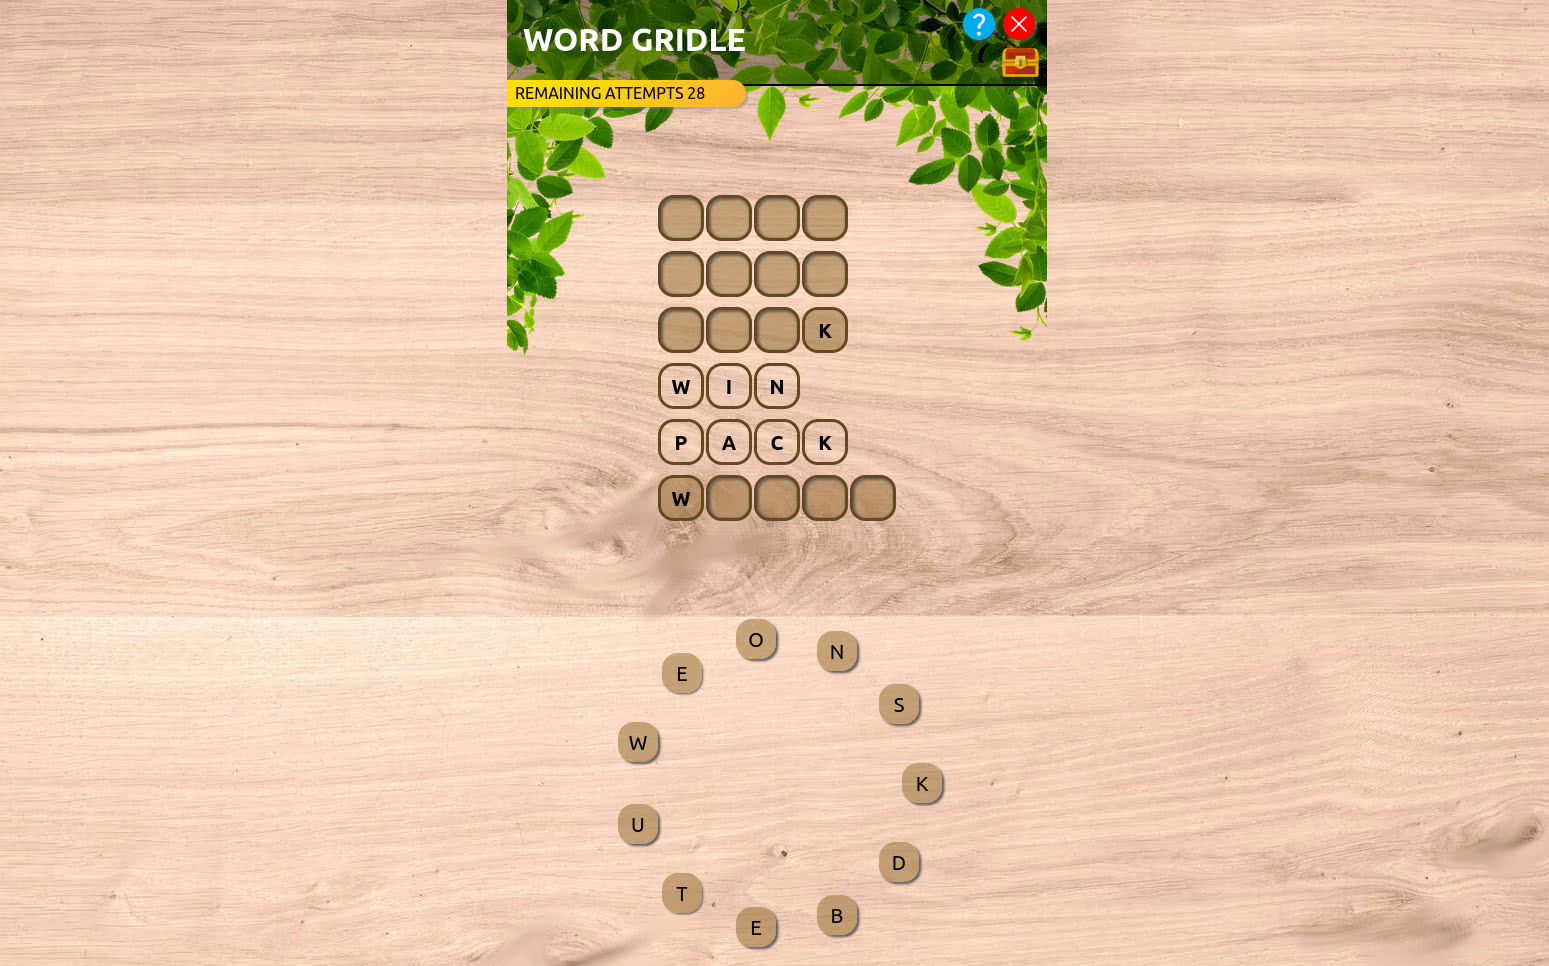 ?
WORD GRIDLE
REMAINING ATTEMPTS 28
K
W I N
P A C K
W
O
N
E
S
W
K
U
D
T
B
E